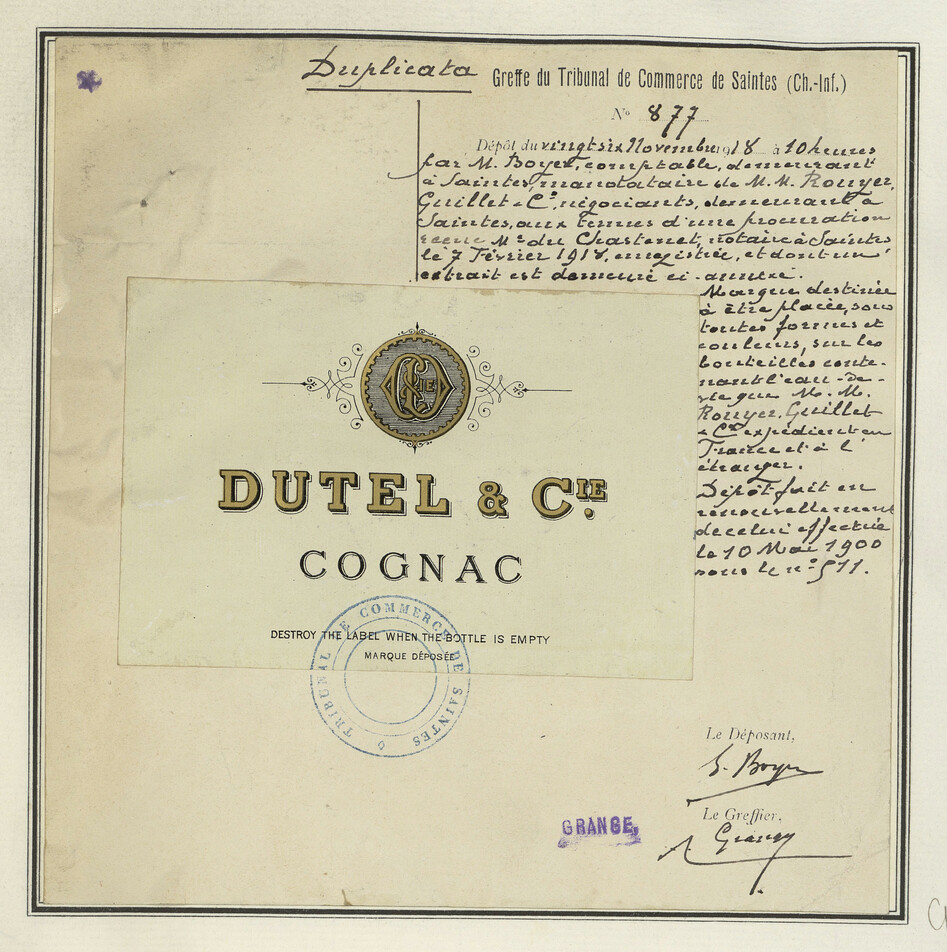 Duplicata
Greffe du Tribunal de Commerce de Saintes (Ch.-Inf.)
N° 877
Dépôt du vingt six Novembre 1918 à 10 heures
par M. Boyer, comptable, demeurant
à Saintes, mandataire de M.M. Rouyer,
Guillet & Cie, négociants, demeurant à
Saintes, aux termes d'une procuration
recue Me du Chastenet, notaire à Saintes
le 7 Février 1918, enregistrée, et dont un
extrait est demeuré ci-annexé.
Marque destinée
à être placée, sous
toutes formes et
couleurs, sur les
bouteilles conte-
nant l'eau-de-
vie que M. M.
Rouyer, Guillet
& Cie expédient en
France et à l'
étranger.
Dépôt fait en
renouvellement
de celui effectué
le 10 Mai 1900
sous le n° 511.
DUTEL & CIE.
COGNAC
DESTROY THE LABEL WHEN THE BOTTLE IS EMPTY
MARQUE DÉPOSÉE
TRIBUNAL DE COMMERCE DE SAINTES
Le Déposant,
Boyer
Le Greffier,
GRANGE,
Grange